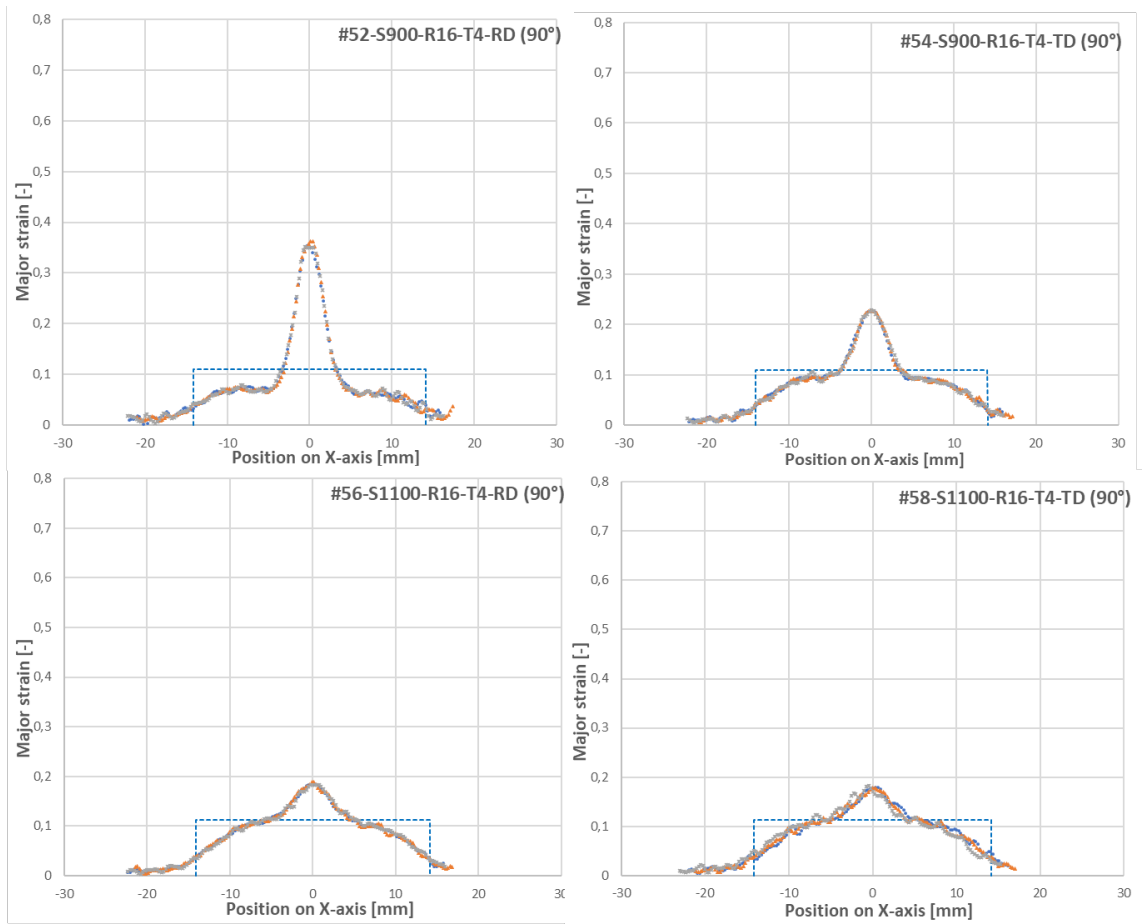 #52-S900-R16-T4-RD (90°)
Major strain [-]
0,8
0,7
0,6
0,5
0,4
0,3
0,2
0,1
0
-30 -20 -10 0 10 20 30
Position on X-axis [mm]
#54-S900-R16-T4-TD (90°)
Major strain [-]
0,8
0,7
0,6
0,5
0,4
0,3
0,2
0,1
0
-30 -20 -10 0 10 20 30
Position on X-axis [mm]
#56-S1100-R16-T4-RD (90°)
Major strain [-]
0,8
0,7
0,6
0,5
0,4
0,3
0,2
0,1
0
-30 -20 -10 0 10 20 30
Position on X-axis [mm]
#58-S1100-R16-T4-TD (90°)
Major strain [-]
0,8
0,7
0,6
0,5
0,4
0,3
0,2
0,1
0
-30 -20 -10 0 10 20 30
Position on X-axis [mm]